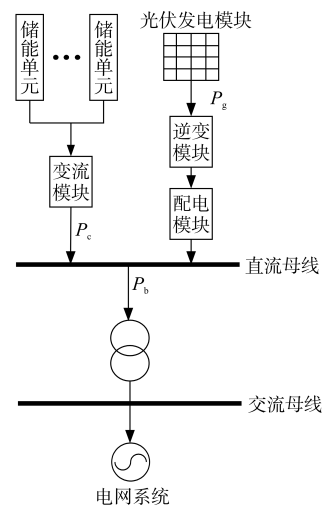 储能单元
储能单元
光伏发电模块
Pg
逆变
模块
变流
模块
配电
模块
Pc
直流母线
Pb
交流母线
电网系统